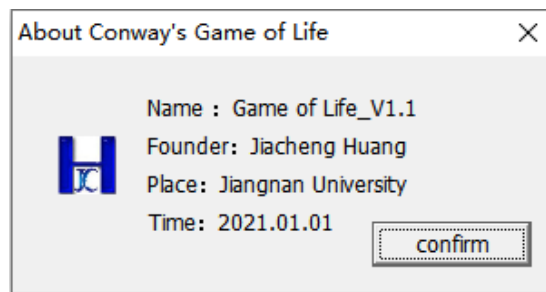 About Conway's Game of Life
Name： Game of Life_V1.1
Founder：Jiacheng Huang
Place：Jiangnan University
Time：2021.01.01
confirm
H
JC